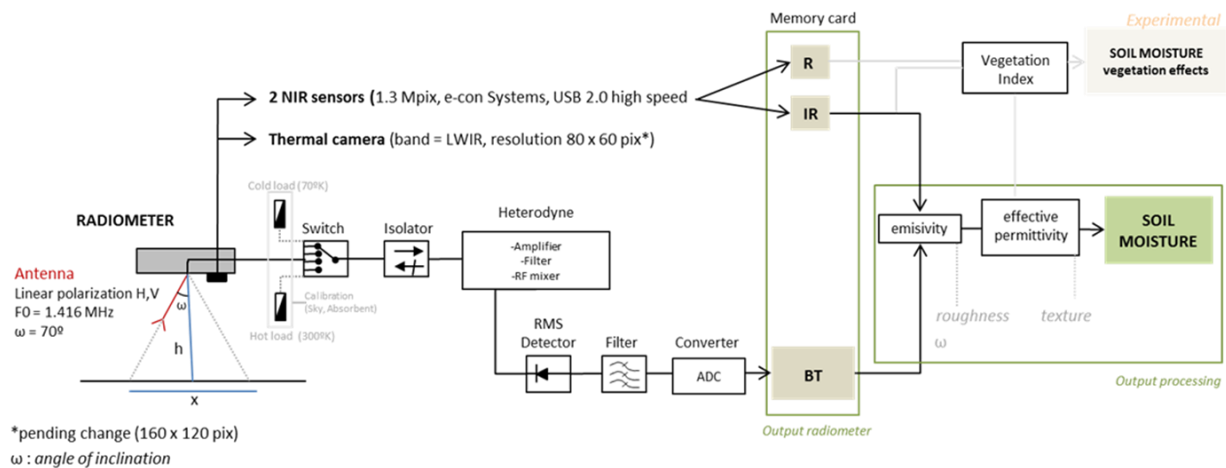 Memory card
Experimental
R
IR
Vegetation
Index
SOIL MOISTURE
vegetation effects
2 NIR sensors (1.3 Mpix, e-con Systems, USB 2.0 high speed
Thermal camera (band = LWIR, resolution 80 x 60 pix*)
Cold load (70ºK)
RADIOMETER
Switch
Isolator
Heterodyne
-Amplifier
-Filter
-RF mixer
emisivity
effective
permittivity
SOIL
MOISTURE
Antenna
Linear polarization H,V
F0 = 1.416 MHz
ω = 70º
ω
h
x
Calibration
(Sky, Absorbent)
Hot load (300ºK)
roughness
ω
texture
RMS
Detector
Filter
Converter
ADC
BT
Output processing
Output radiometer
*pending change (160 x 120 pix)
ω : angle of inclination